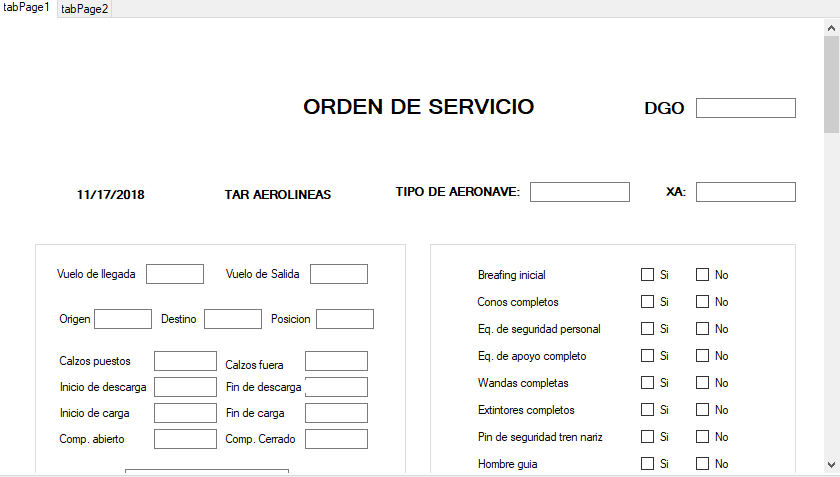 tabPage1 tabPage2
ORDEN DE SERVICIO DGO
11/17/2018 TAR AEROLINEAS TIPO DE AERONAVE: XA:
Vuelo de llegada Vuelo de Salida
Origen Destino Posicion
Calzos puestos Calzos fuera
Inicio de descarga Fin de descarga
Inicio de carga Fin de carga
Comp. abierto Comp. Cerrado
Breafing inicial Si No
Conos completos Si No
Eq. de seguridad personal Si No
Eq. de apoyo completo Si No
Wandas completas Si No
Extintores completos Si No
Pin de seguridad tren nariz Si No
Hombre guia Si No